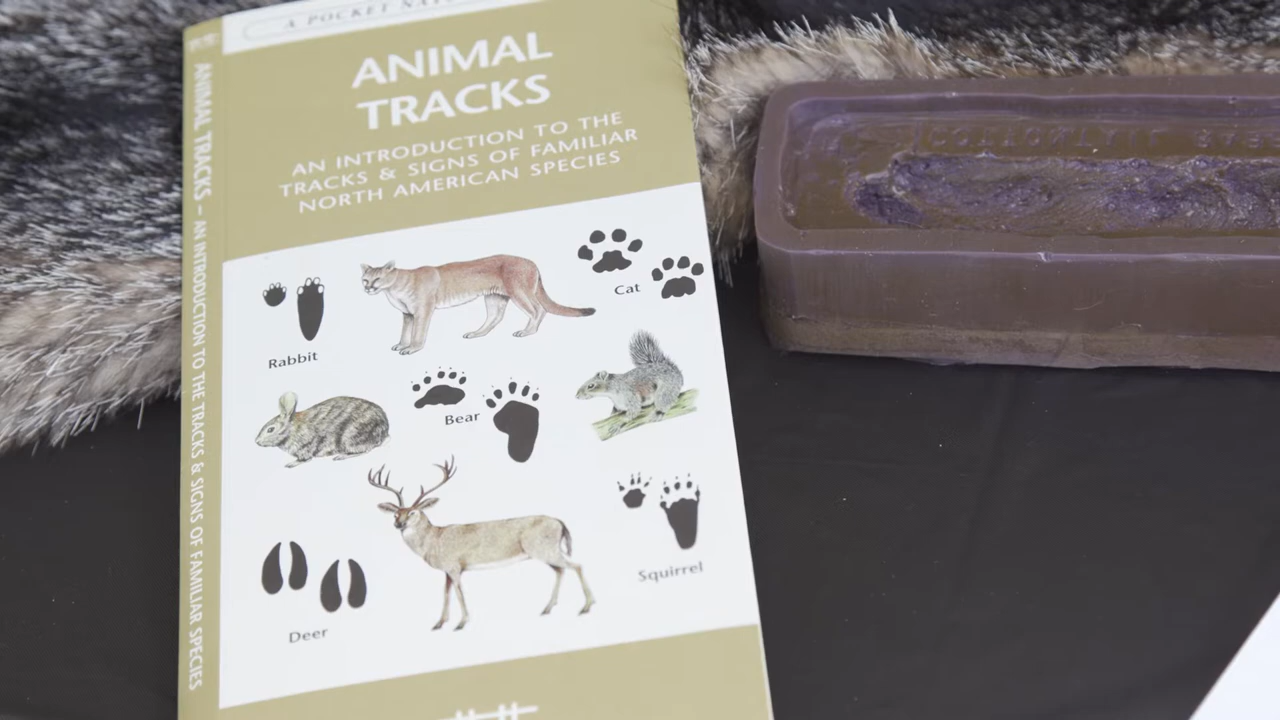 A POCKET
ANIMAL
TRACKS
AN INTRODUCTION TO THE
TRACKS & SIGNS OF FAMILIAR
NORTH AMERICAN SPECIES
ANIMAL TRACKS – AN INTRODUCTION TO THE TRACKS & SIGNS OF FAMILIAR SPECIES
Cat
Rabbit
Bear
Squirrel
Deer